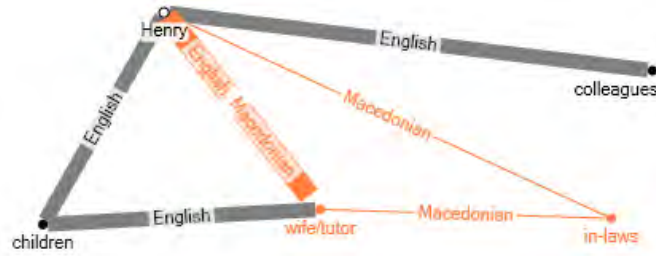 Henry
English
colleagues
English
English, Macedonian
Macedonian
English
wife/tutor
Macedonian
children
in-laws